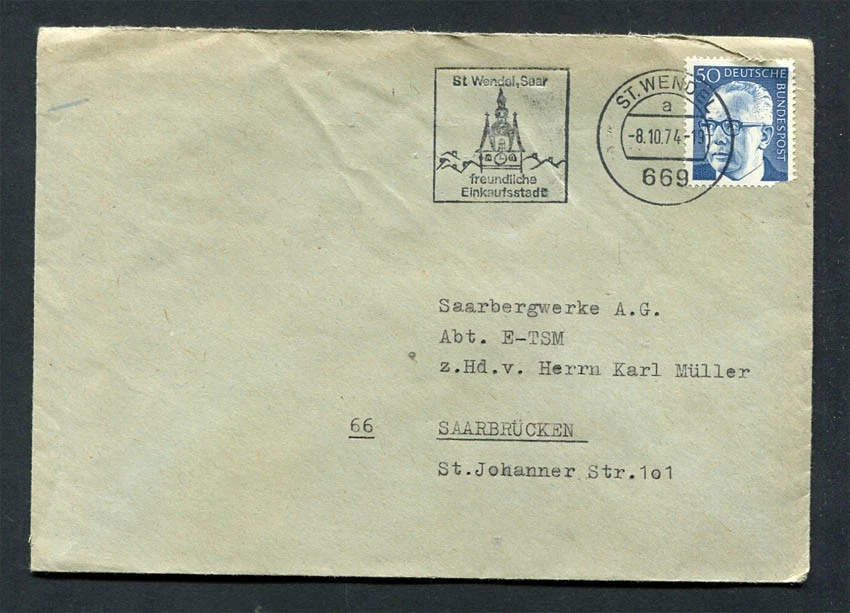 St. Wendel, Saar
freundliche
Einkaufsstadt
ST. WENDEL
a
-8.10.74-19
669
50 DEUTSCHE
BUNDESPOST
Saarbergwerke A.G.
Abt. E-TSM
z.Hd.v. Herrn Karl Müller
66 SAARBRÜCKEN
St.Johanner Str.1o1